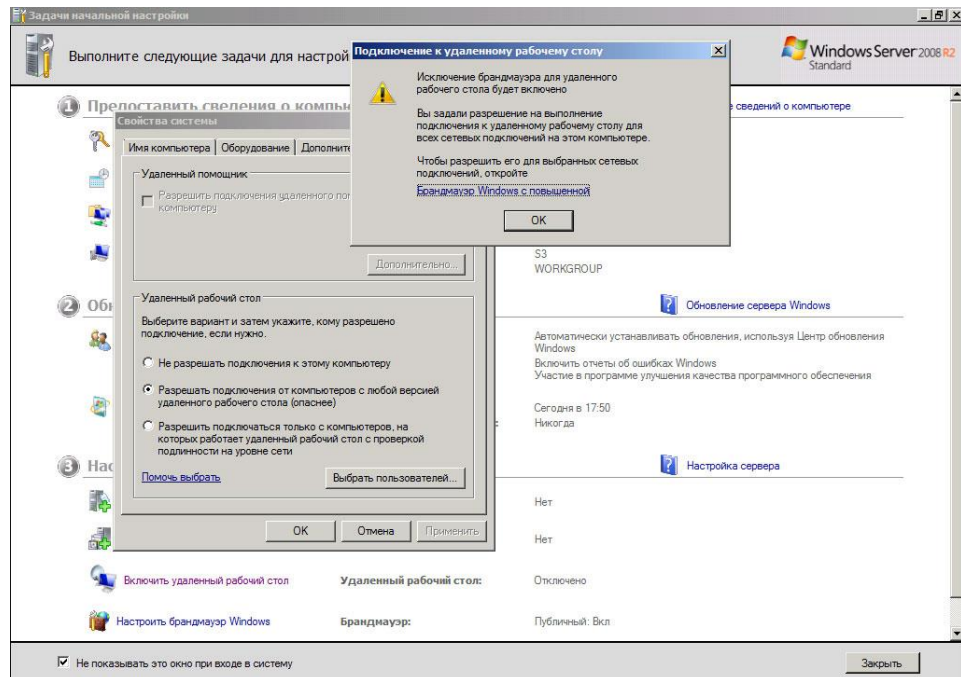 Задачи начальной настройки
Выполните следующие задачи для настрой
Windows Server 2008 R2
Standard
Подключение к удаленному рабочему столу
Исключение брандмауэра для удаленного
рабочего стола будет включено
Вы задали разрешение на выполнение
подключения к удаленному рабочему столу для
всех сетевых подключений на этом компьютере.
Чтобы разрешить его для выбранных сетевых
подключений, откройте
Брандмауэр Windows с повышенной
OK
1 Предоставить сведения о компью
сведений о компьютере
Свойства системы
Имя компьютера
Оборудование
Дополните
Удаленный помощник
Разрешить подключения удаленного по
компьютеру
Дополнительно...
S3
WORKGROUP
Удаленный рабочий стол
Выберите вариант и затем укажите, кому разрешено
подключение, если нужно.
Не разрешать подключения к этому компьютеру
Разрешать подключения от компьютеров с любой версией
удаленного рабочего стола (опаснее)
Разрешить подключаться только с компьютеров, на
которых работает удаленный рабочий стол с проверкой
подлинности на уровне сети
Помочь выбрать
Выбрать пользователей...
OK
Отмена
Применить
2 Обн
Обновление сервера Windows
Автоматически устанавливать обновления, используя Центр обновления
Windows
Включить отчеты об ошибках Windows
Участие в программе улучшения качества программного обеспечения
Сегодня в 17:50
: Никогда
3 Нас
Настройка сервера
Нет
Нет
Включить удаленный рабочий стол
Удаленный рабочий стол:
Отключено
Настроить брандмауэр Windows
Брандмауэр:
Публичный: Вкл
Не показывать это окно при входе в систему
Закрыть